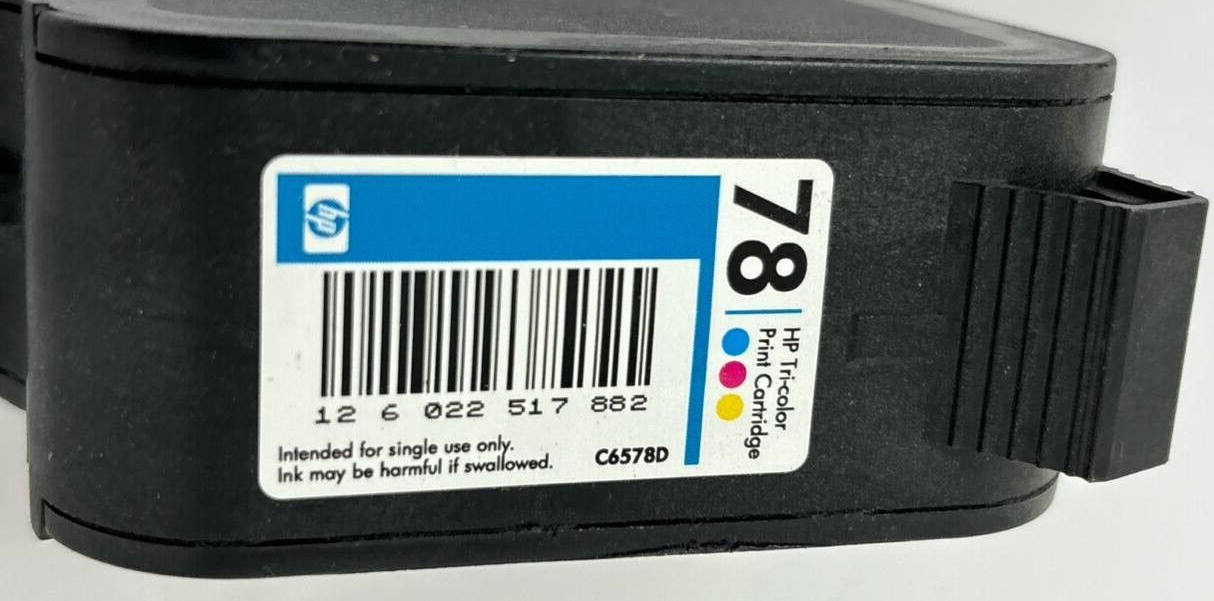 hp
78
HP Tri-color
Print Cartridge
12 6 022 517 882
Intended for single use only.
Ink may be harmful if swallowed.
C6578D